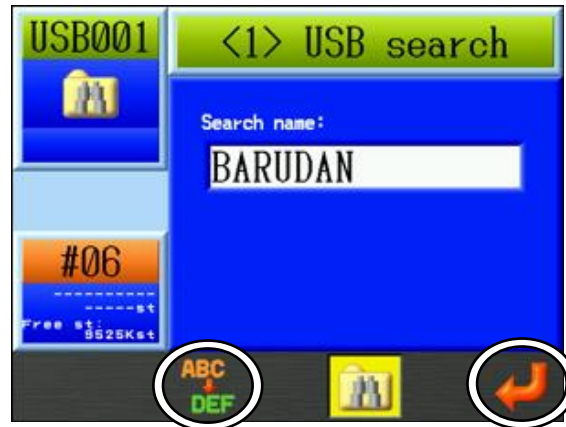 USB001
<1> USB search
Search name:
BARUDAN
#06
----------
-----st
Free st:
9525Kst
ABC
DEF